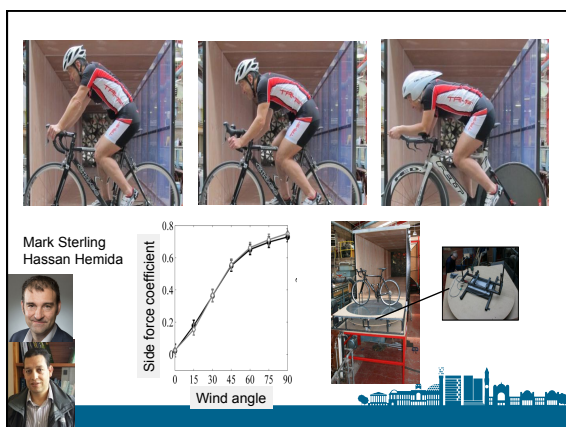 Mark Sterling
Hassan Hemida
Side force coefficient
0.8
0.6
0.4
0.2
0
0 15 30 45 60 75 90
Wind angle